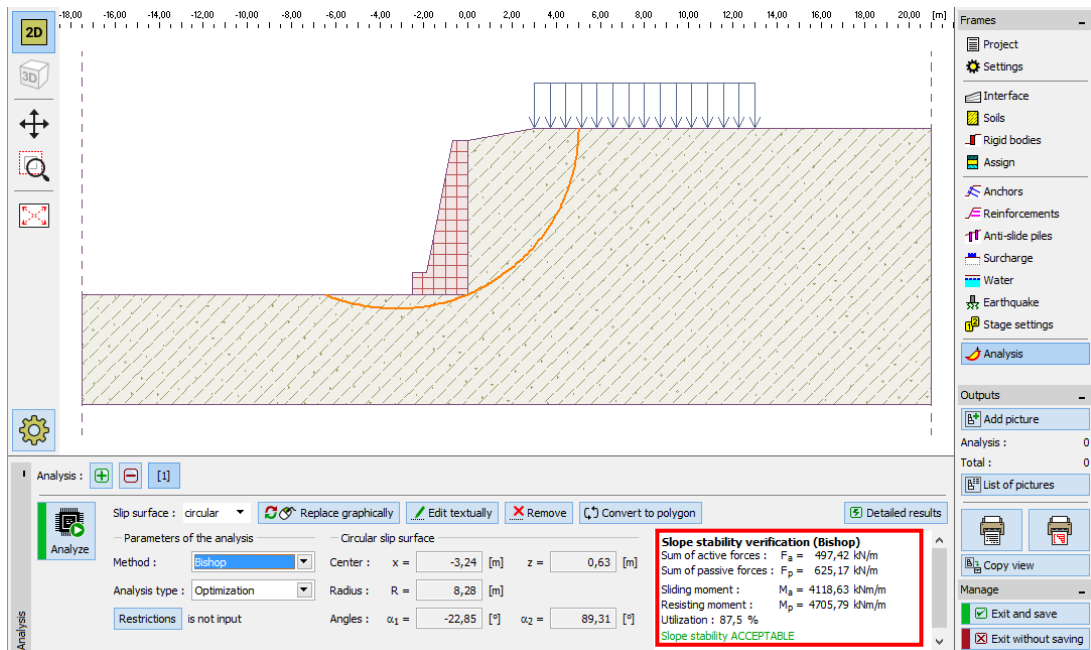 -18,00 -16,00 -14,00 -12,00 -10,00 -8,00 -6,00 -4,00 -2,00 0,00 2,00 4,00 6,00 8,00 10,00 12,00 14,00 16,00 18,00 20,00 [m]
2D
3D
Frames
Project
Settings
Interface
Soils
Rigid bodies
Assign
Anchors
Reinforcements
Anti-slide piles
Surcharge
Water
Earthquake
Stage settings
Analysis
Outputs
Add picture
Analysis : 0
Total : 0
List of pictures
Copy view
Manage
Exit and save
Exit without saving
Analysis
Analysis : [1]
Analyze
Slip surface : circular Replace graphically Edit textually Remove Convert to polygon Detailed results
Parameters of the analysis
Method : Bishop
Analysis type : Optimization
Restrictions is not input
Circular slip surface
Center : x = -3,24 [m] z = 0,63 [m]
Radius : R = 8,28 [m]
Angles : α1 = -22,85 [°] α2 = 89,31 [°]
Slope stability verification (Bishop)
Sum of active forces : Fa = 497,42 kN/m
Sum of passive forces : Fp = 625,17 kN/m
Sliding moment : Ma = 4118,63 kNm/m
Resisting moment : Mp = 4705,79 kNm/m
Utilization : 87,5 %
Slope stability ACCEPTABLE